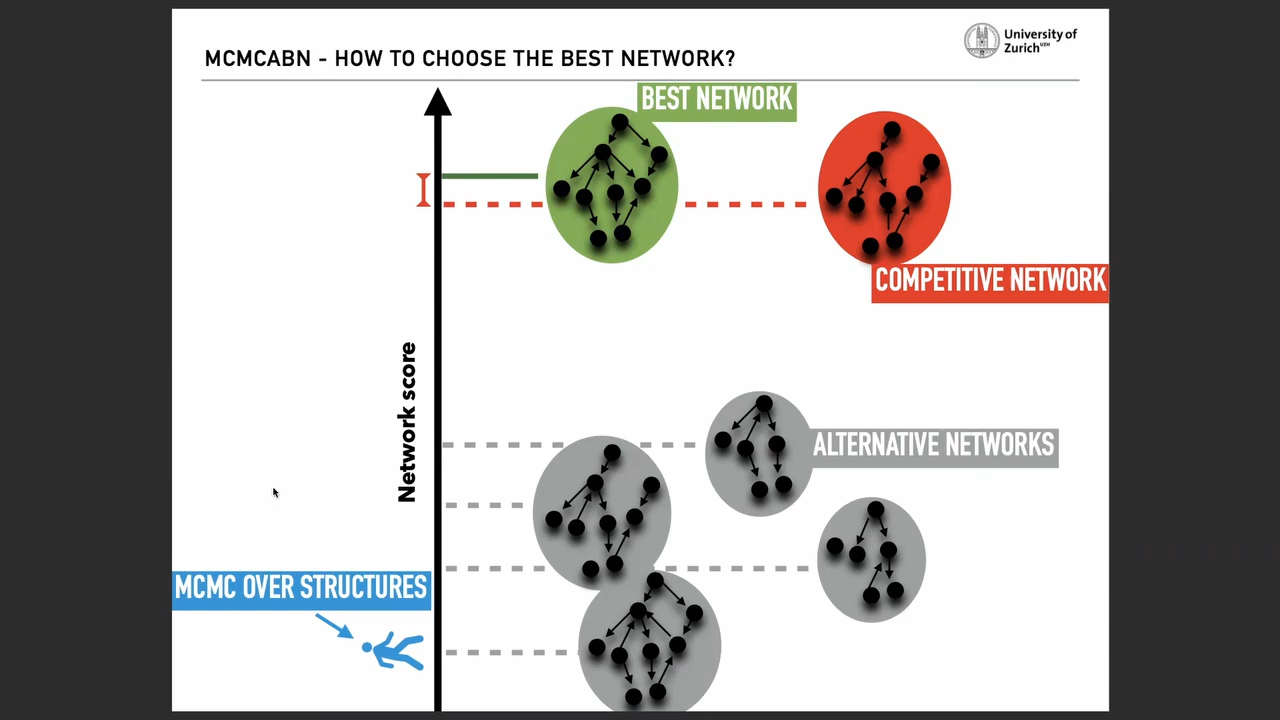 MCMCABN - HOW TO CHOOSE THE BEST NETWORK?
University of
Zurich UZH
BEST NETWORK
COMPETITIVE NETWORK
Network score
ALTERNATIVE NETWORKS
MCMC OVER STRUCTURES